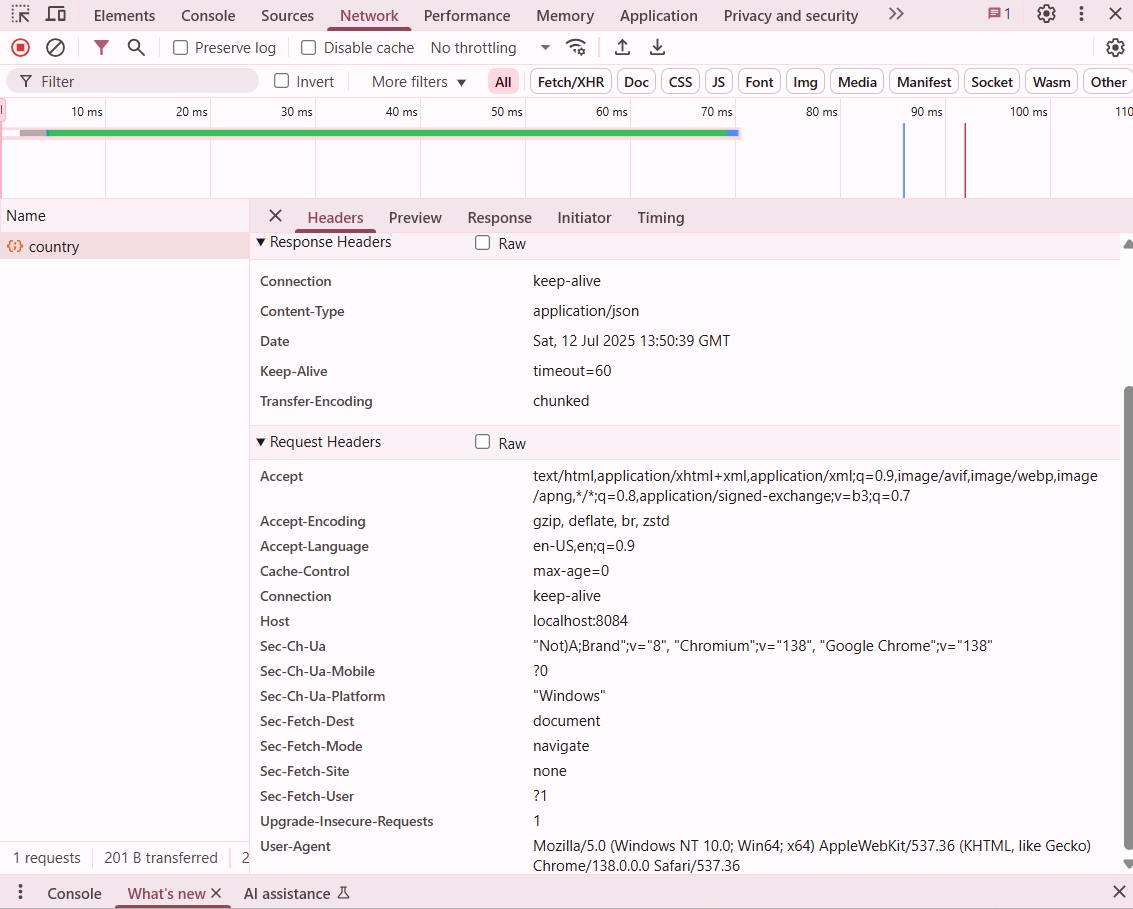 Elements Console Sources Network Performance Memory Application Privacy and security 1
Preserve log Disable cache No throttling
Filter Invert More filters All Fetch/XHR Doc CSS JS Font Img Media Manifest Socket Wasm Other
10 ms 20 ms 30 ms 40 ms 50 ms 60 ms 70 ms 80 ms 90 ms 100 ms 110
Name
Headers Preview Response Initiator Timing
country
Response Headers Raw
Connection keep-alive
Content-Type application/json
Date Sat, 12 Jul 2025 13:50:39 GMT
Keep-Alive timeout=60
Transfer-Encoding chunked
Request Headers Raw
Accept text/html,application/xhtml+xml,application/xml;q=0.9,image/avif,image/webp,image
/apng,*/*;q=0.8,application/signed-exchange;v=b3;q=0.7
Accept-Encoding gzip, deflate, br, zstd
Accept-Language en-US,en;q=0.9
Cache-Control max-age=0
Connection keep-alive
Host localhost:8084
Sec-Ch-Ua "Not)A;Brand";v="8", "Chromium";v="138", "Google Chrome";v="138"
Sec-Ch-Ua-Mobile ?0
Sec-Ch-Ua-Platform "Windows"
Sec-Fetch-Dest document
Sec-Fetch-Mode navigate
Sec-Fetch-Site none
Sec-Fetch-User ?1
Upgrade-Insecure-Requests 1
User-Agent Mozilla/5.0 (Windows NT 10.0; Win64; x64) AppleWebKit/537.36 (KHTML, like Gecko)
Chrome/138.0.0.0 Safari/537.36
1 requests 201 B transferred 2
Console What's new AI assistance